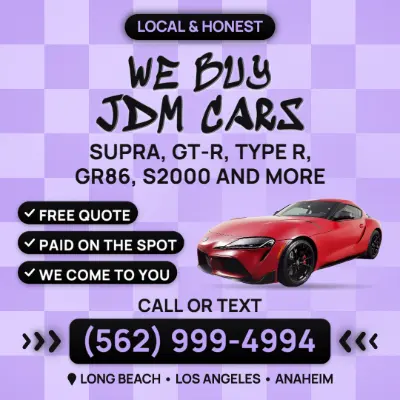 LOCAL & HONEST
WE BUY
JDM CARS
SUPRA, GT-R, TYPE R,
GR86, S2000 AND MORE
✓ FREE QUOTE
✓ PAID ON THE SPOT
✓ WE COME TO YOU
CALL OR TEXT
(562) 999-4994
LONG BEACH • LOS ANGELES • ANAHEIM